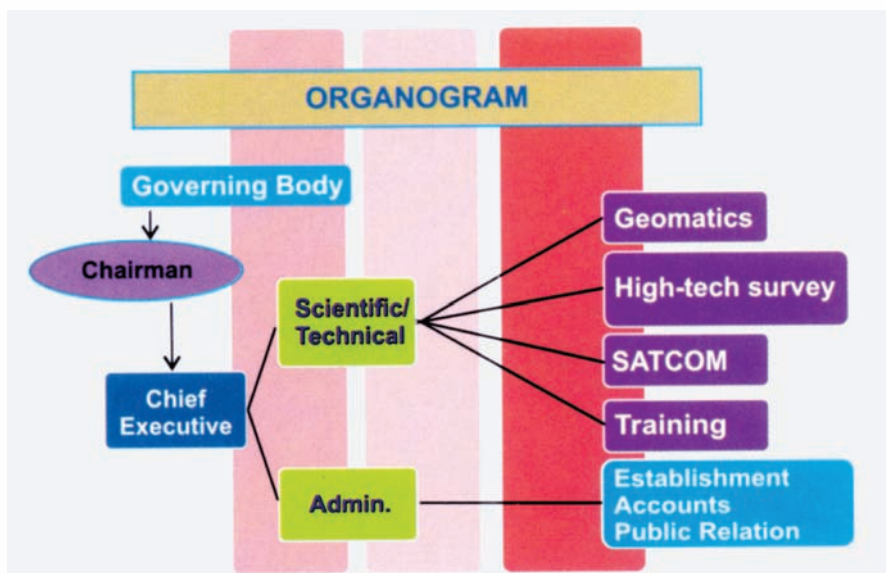 ORGANOGRAM
Governing Body
Chairman
Chief
Executive
Scientific/
Technical
Admin.
Geomatics
High-tech survey
SATCOM
Training
Establishment
Accounts
Public Relation